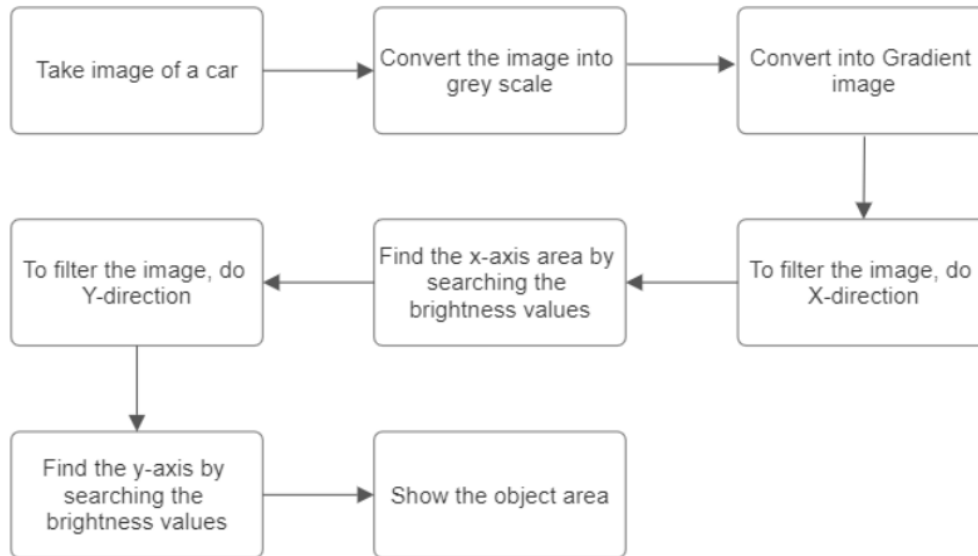 Take image of a car
Convert the image into
grey scale
Convert into Gradient
image
To filter the image, do
X-direction
Find the x-axis area by
searching the
brightness values
To filter the image, do
Y-direction
Find the y-axis by
searching the
brightness values
Show the object area